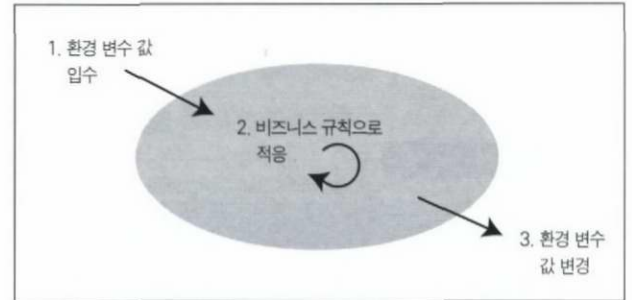 1. 환경 변수 값
입수
2. 비즈니스 규칙으로
적응
3. 환경 변수
값 변경